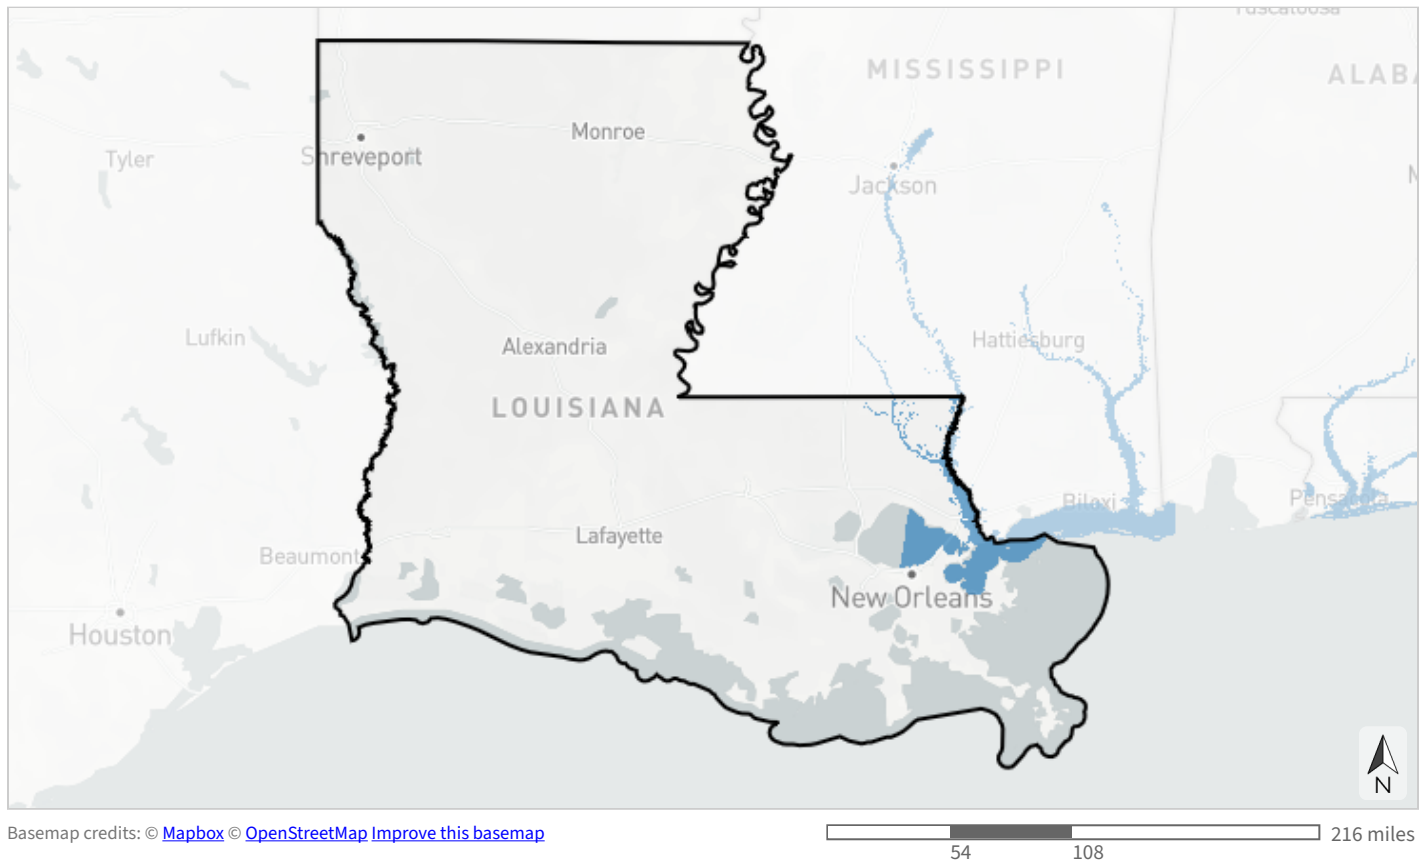 Tuscaloosa
MISSISSIPPI
ALABA
Monroe
Tyler
Shreveport
Jackson
M
Lufkin
Alexandria
Hattiesburg
LOUISIANA
Pensacola
Biloxi
Lafayette
Beaumont
New Orleans
Houston
N
Basemap credits: © Mapbox © OpenStreetMap Improve this basemap
216 miles
54 108